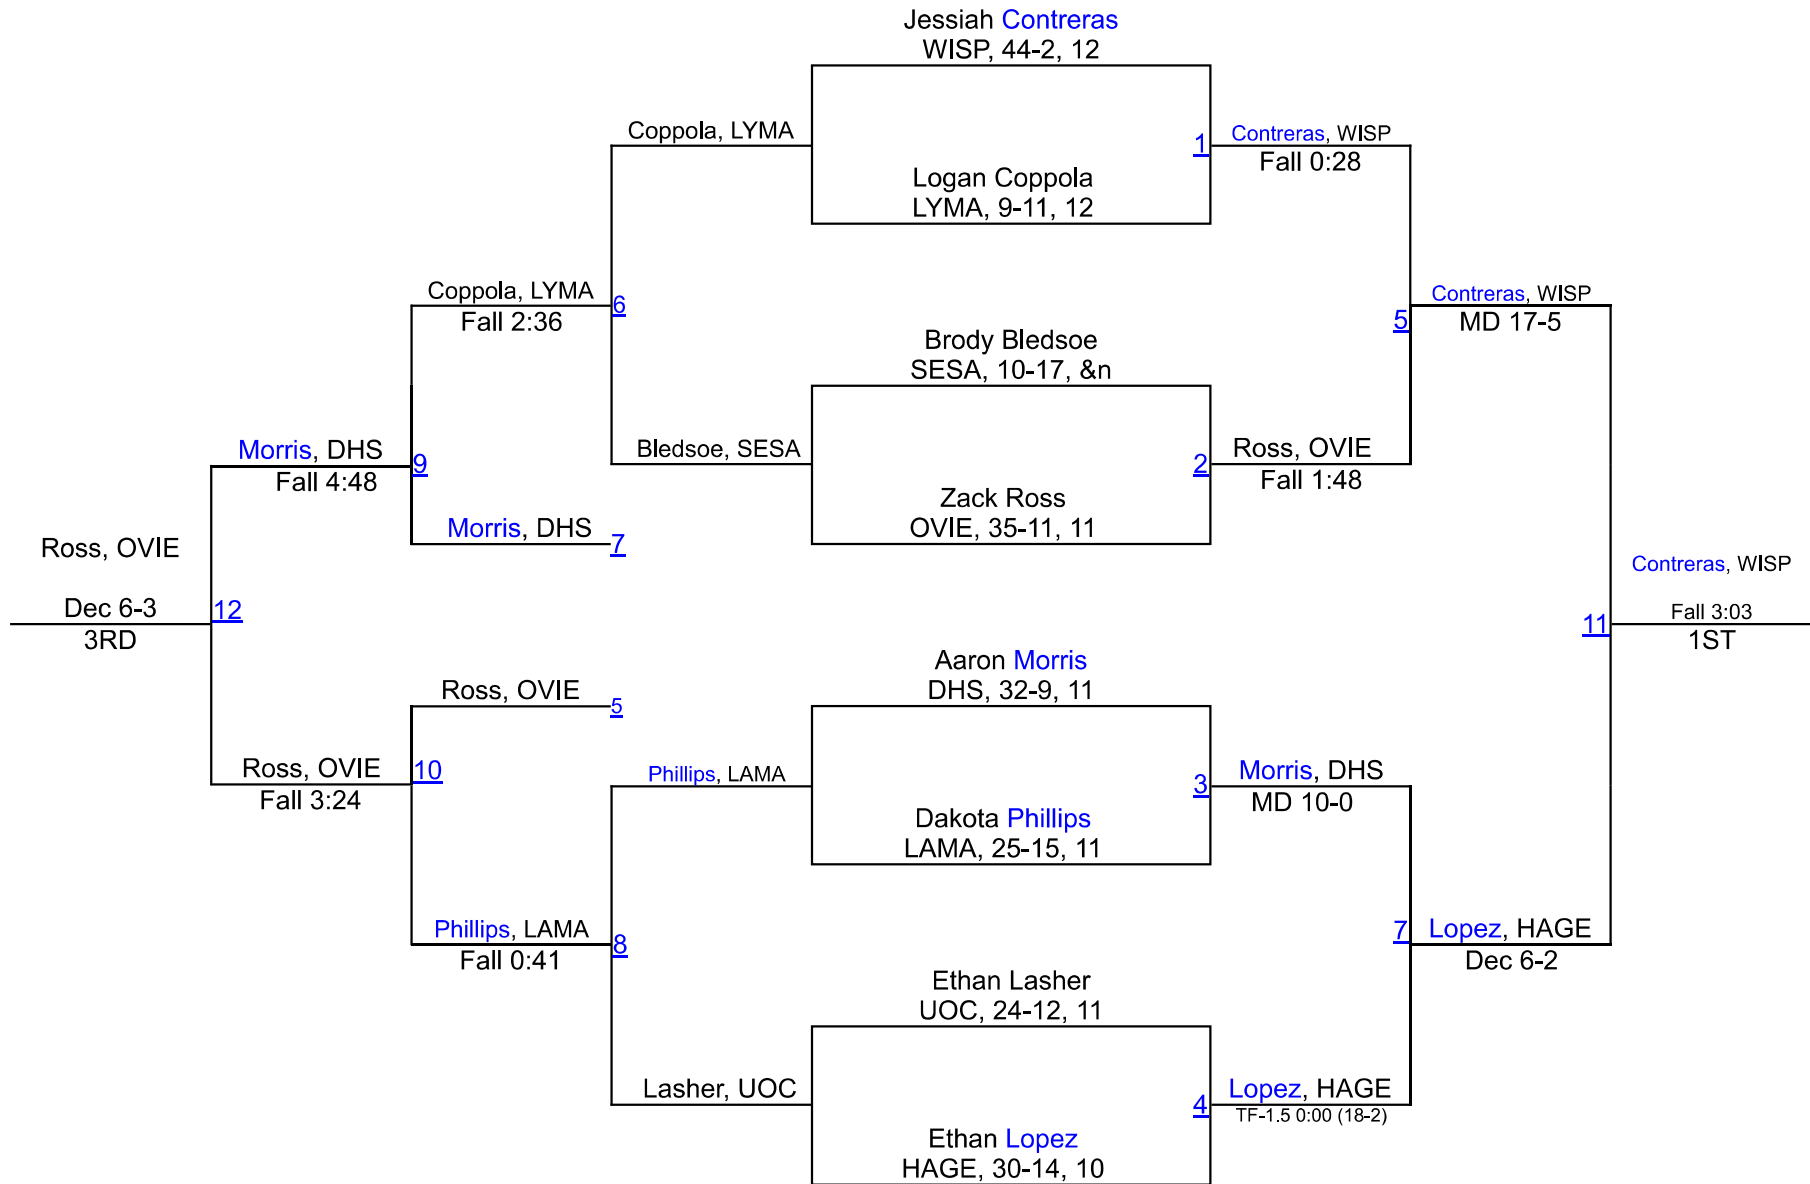 Jessiah Contreras
WISP, 44-2, 12
Coppola, LYMA
1
Contreras, WISP
Fall 0:28
Logan Coppola
LYMA, 9-11, 12
Coppola, LYMA
Fall 2:36
6
Contreras, WISP
MD 17-5
5
Brody Bledsoe
SESA, 10-17, &n
Morris, DHS
Fall 4:48
9
Bledsoe, SESA
2
Ross, OVIE
Fall 1:48
Zack Ross
OVIE, 35-11, 11
Morris, DHS
7
Ross, OVIE
Dec 6-3
3RD
12
Contreras, WISP
Fall 3:03
1ST
11
Aaron Morris
DHS, 32-9, 11
Ross, OVIE
5
Ross, OVIE
Fall 3:24
10
Phillips, LAMA
3
Morris, DHS
MD 10-0
Dakota Phillips
LAMA, 25-15, 11
Phillips, LAMA
Fall 0:41
8
7
Lopez, HAGE
Dec 6-2
Ethan Lasher
UOC, 24-12, 11
Lasher, UOC
4
Lopez, HAGE
TF-1.5 0:00 (18-2)
Ethan Lopez
HAGE, 30-14, 10